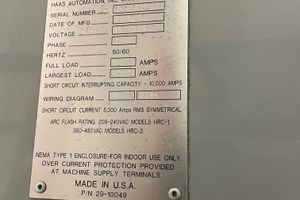 HAAS AUTOMATION, INC.
SERIAL NUMBER
DATE OF MFG
VOLTAGE
PHASE
HERTZ 50/60
FULL LOAD AMPS
LARGEST LOAD AMPS
SHORT CIRCUIT INTERRUPTING CAPACITY - 10,000 AMPS
WIRING DIAGRAM
SHORT CIRCUIT CURRENT 5,000 Amps RMS SYMMETRICAL
ARC FLASH RATING: 208-240VAC MODELS HRC-1,
360-480VAC MODELS HRC-2.
NEMA TYPE 1 ENCLOSURE-FOR INDOOR USE ONLY.
OVER CURRENT PROTECTION PROVIDED
AT MACHINE SUPPLY TERMINALS.
MADE IN U.S.A.
P/N 29-10049